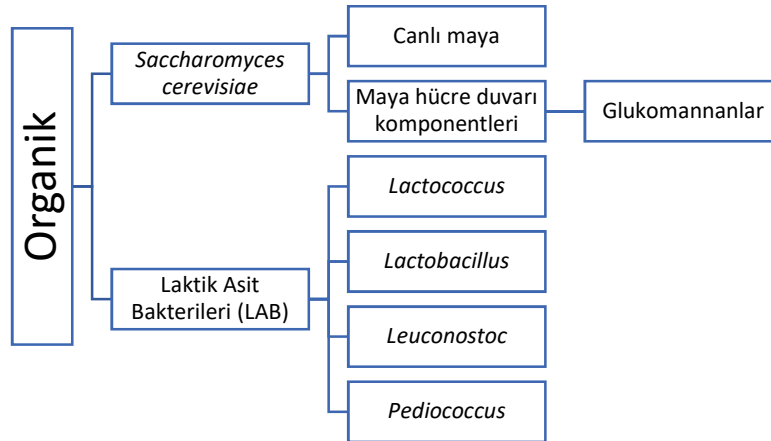 Organik
Saccharomyces
cerevisiae
Canlı maya
Maya hücre duvarı
komponentleri
Glukomannanlar
Laktik Asit
Bakterileri (LAB)
Lactococcus
Lactobacillus
Leuconostoc
Pediococcus